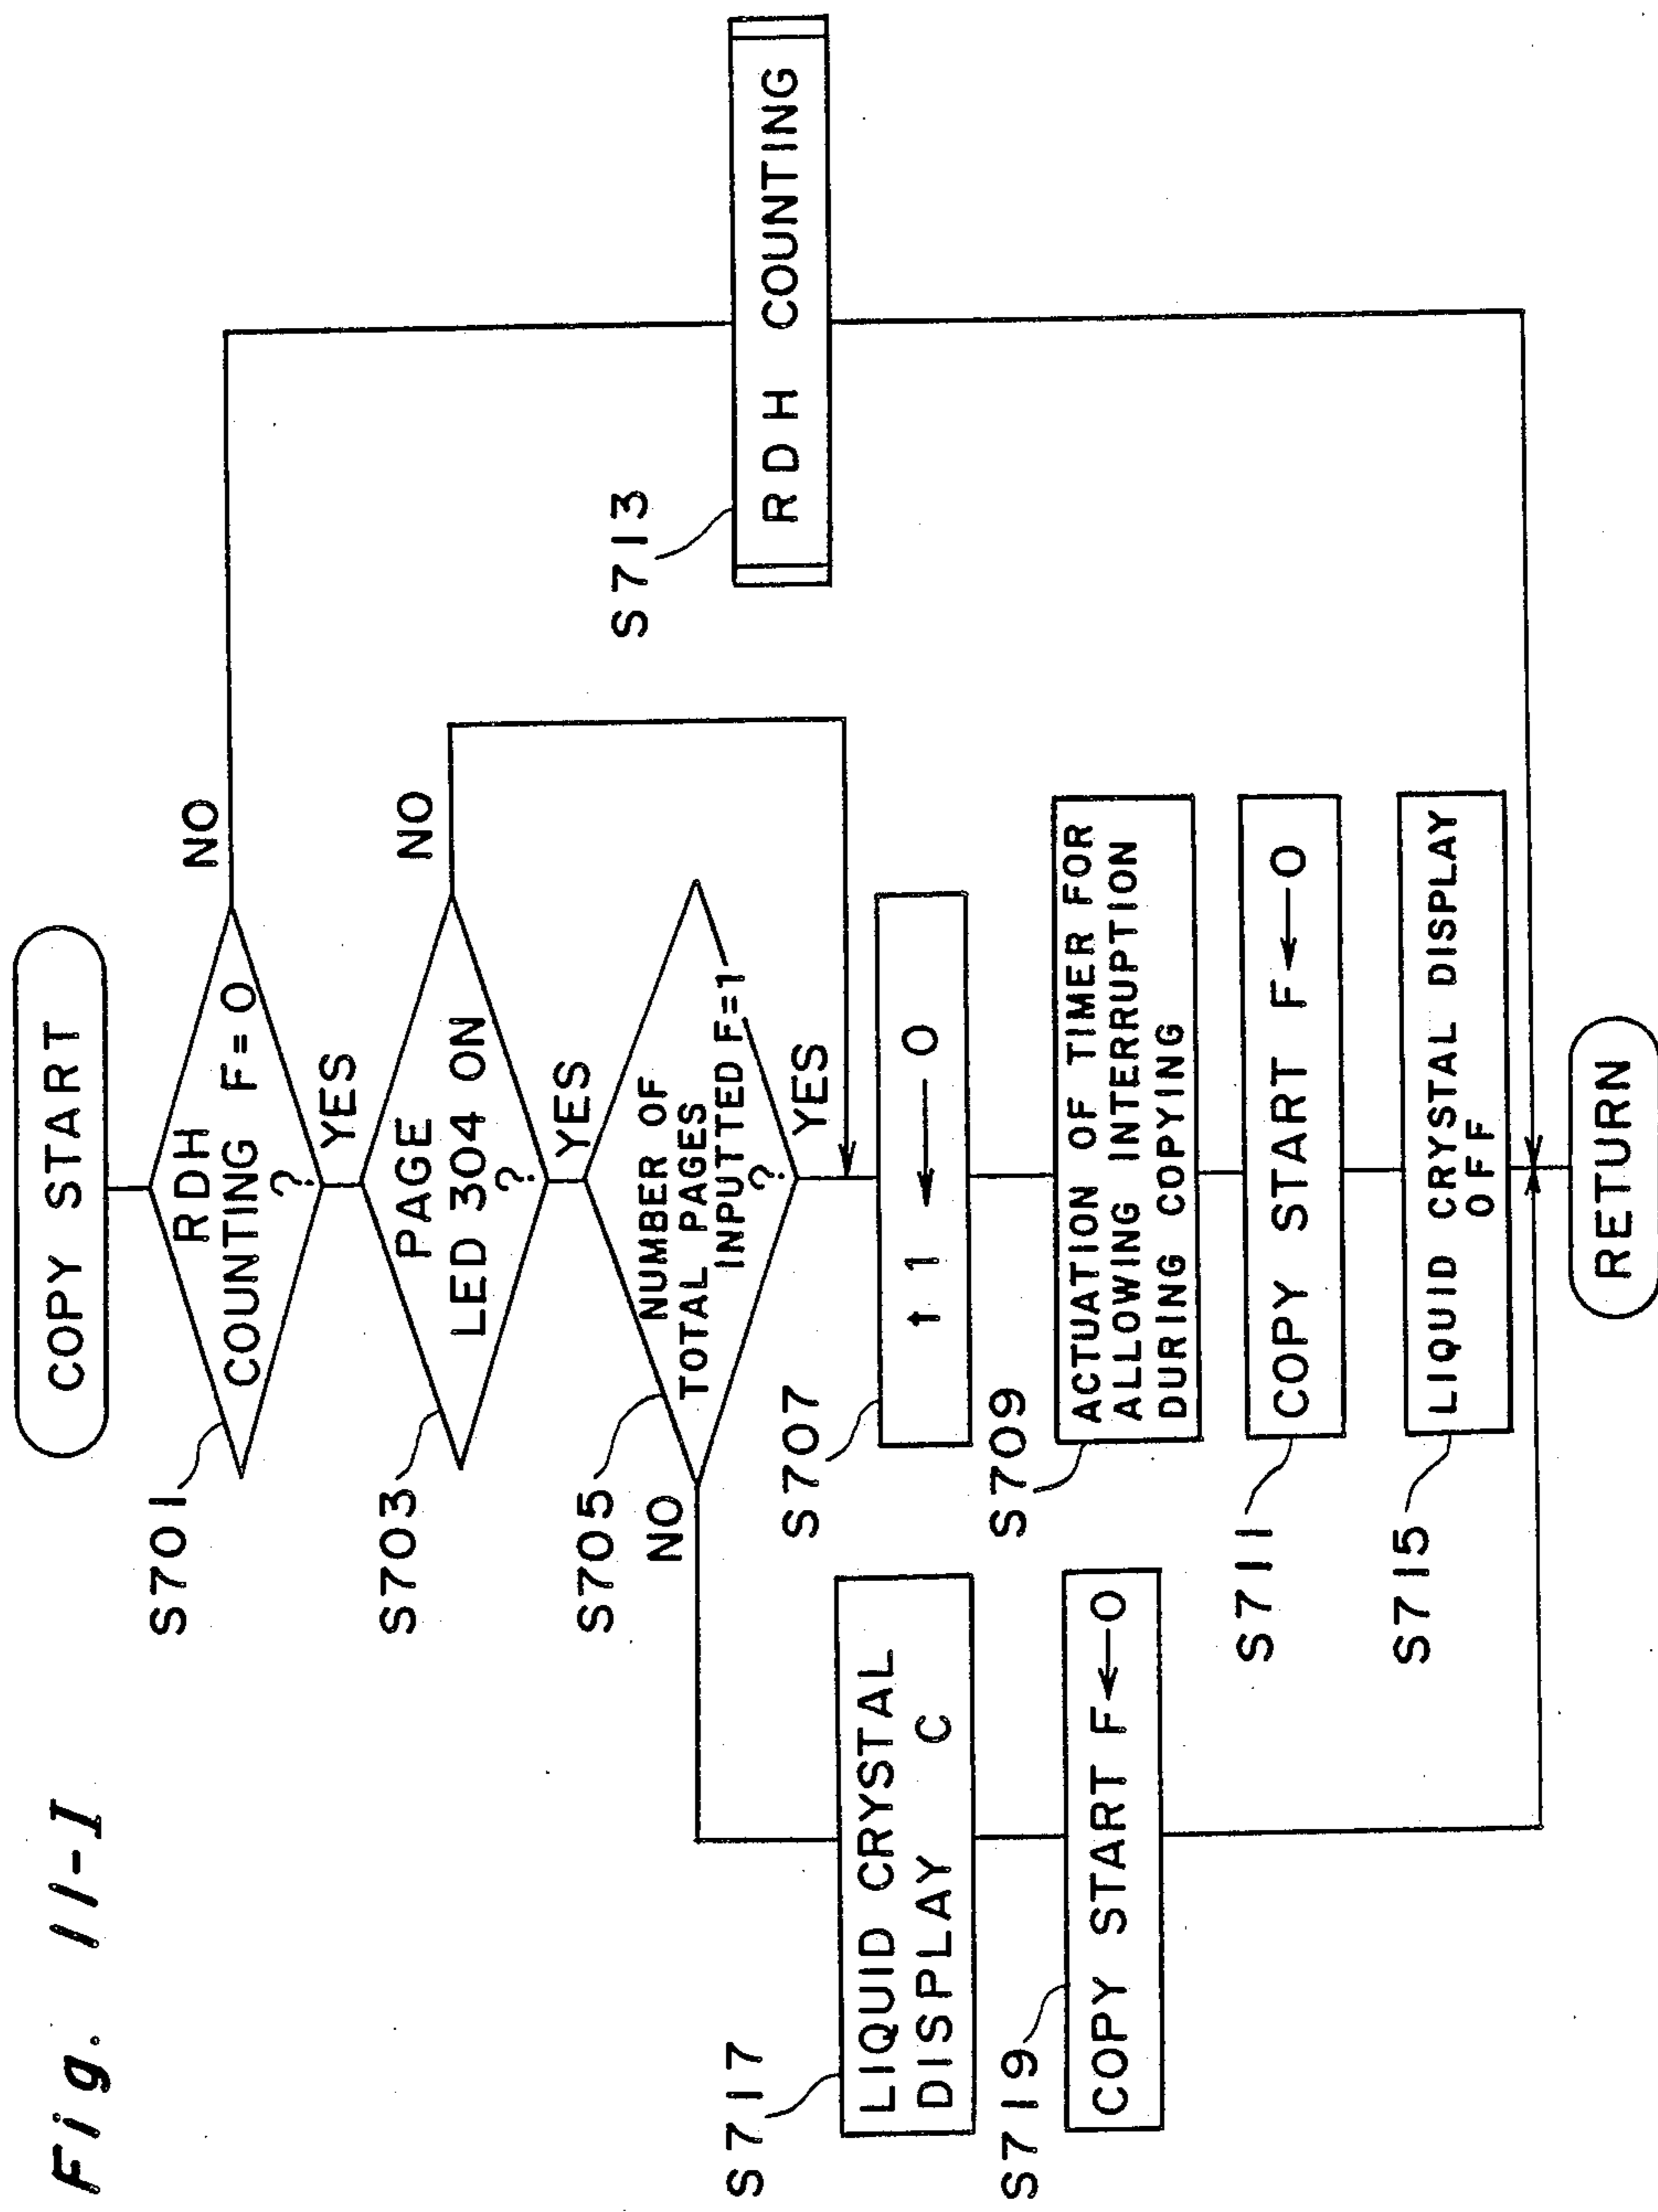 Fig. 11-I
COPY START
S701
RDH
COUNTING F=0
?
NO
YES
S703
PAGE
LED 304 ON
?
NO
YES
S705
NUMBER OF
TOTAL PAGES
INPUTTED F=1
?
NO
YES
S707
t 1 ← 0
S709
ACTUATION OF TIMER FOR
ALLOWING INTERRUPTION
DURING COPYING
S711
COPY START F←0
S715
LIQUID CRYSTAL DISPLAY
OFF
S717
LIQUID CRYSTAL
DISPLAY C
S719
COPY START F←0
S713
RDH COUNTING
RETURN